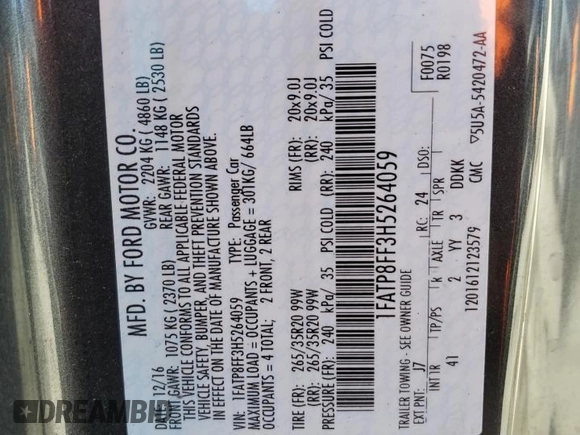 MFD. BY FORD MOTOR CO.
DATE: 12/16 GVWR: 2204 KG ( 4860 LB)
FRONT GAWR: 1075 KG ( 2370 LB) REAR GAWR: 1148 KG ( 2530 LB)
THIS VEHICLE CONFORMS TO ALL APPLICABLE FEDERAL MOTOR
VEHICLE SAFETY, BUMPER, AND THEFT PREVENTION STANDARDS
IN EFFECT ON THE DATE OF MANUFACTURE SHOWN ABOVE.
VIN: 1FATP8FF3H5264059 TYPE: Passenger Car
MAXIMUM LOAD = OCCUPANTS + LUGGAGE = 301KG/ 664LB
OCCUPANTS = 4 TOTAL: 2 FRONT, 2 REAR
TIRE (FR): 265/35R20 99W RIMS (FR): 20x9.0J
(RR): 265/35R20 99W (RR): 20x9.0J
PRESSURE (FR): 240 kPa/ 35 PSI COLD (RR): 240 kPa/ 35 PSI COLD
1FATP8FF3H5264059
TRAILER TOWING - SEE OWNER GUIDE
F0075
R0198
EXT PNT: J7 RC: 24 DSO:
INT TR TP/PS k AXLE TR SPR
41 2 YY 3 DDKK
1201612123579 CMC ▽5U5A-5420472-AA
iDREAMBID